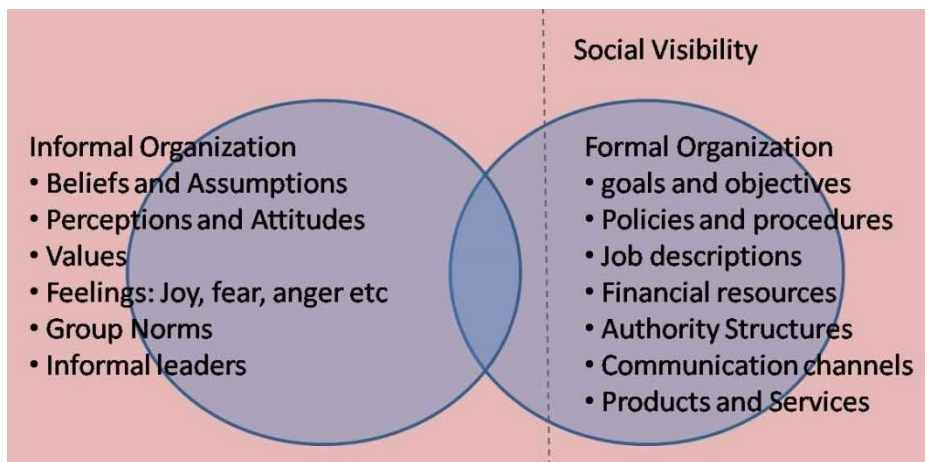 Social Visibility
Informal Organization
• Beliefs and Assumptions
• Perceptions and Attitudes
• Values
• Feelings: Joy, fear, anger etc
• Group Norms
• Informal leaders
Formal Organization
• goals and objectives
• Policies and procedures
• Job descriptions
• Financial resources
• Authority Structures
• Communication channels
• Products and Services